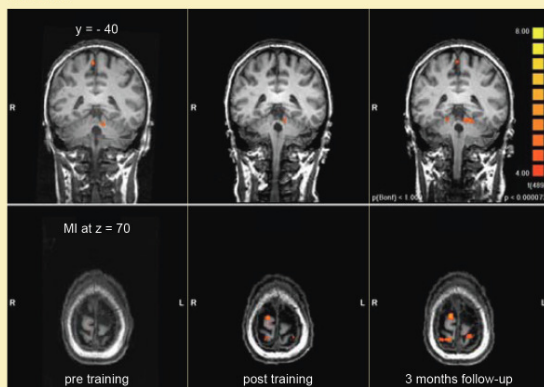 y = - 40
8.00
R
R
R
4.00
t(489
p(Bonf) < 1.00
p < 0.00007
MI at z = 70
R
L
R
L
R
L
pre training
post training
3 months follow-up